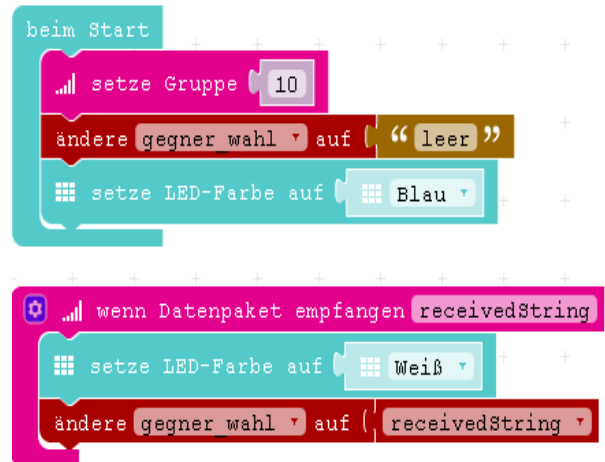 beim Start
setze Gruppe 10
ändere gegner_wahl auf “ leer ”
setze LED-Farbe auf Blau
wenn Datenpaket empfangen receivedString
setze LED-Farbe auf Weiß
ändere gegner_wahl auf receivedString